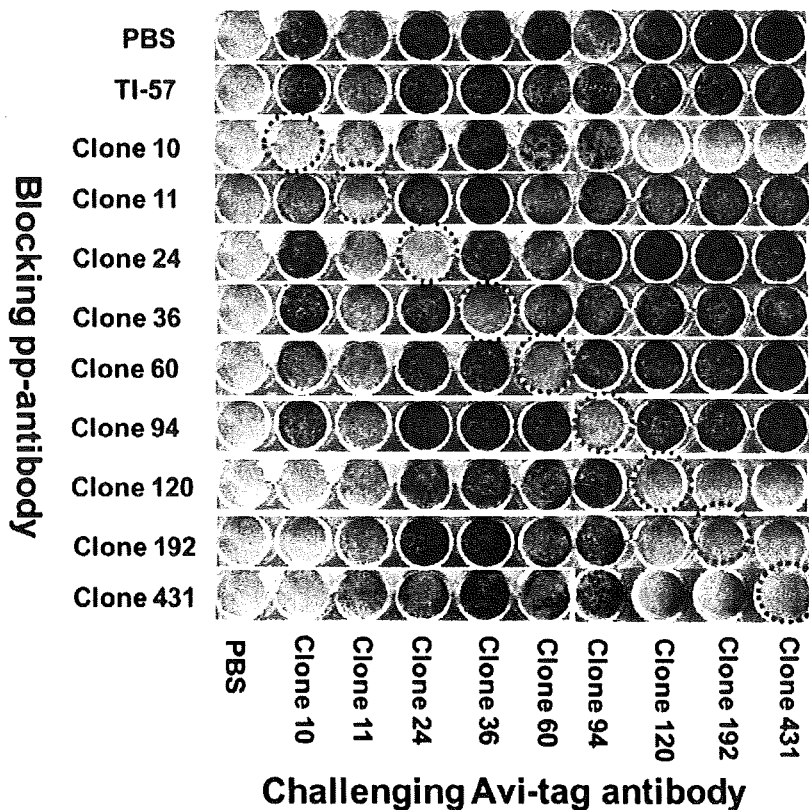 PBS
TI-57
Clone 10
Clone 11
Clone 24
Clone 36
Clone 60
Clone 94
Clone 120
Clone 192
Clone 431
Blocking pp-antibody
PBS
Clone 10
Clone 11
Clone 24
Clone 36
Clone 60
Clone 94
Clone 120
Clone 192
Clone 431
Challenging Avi-tag antibody